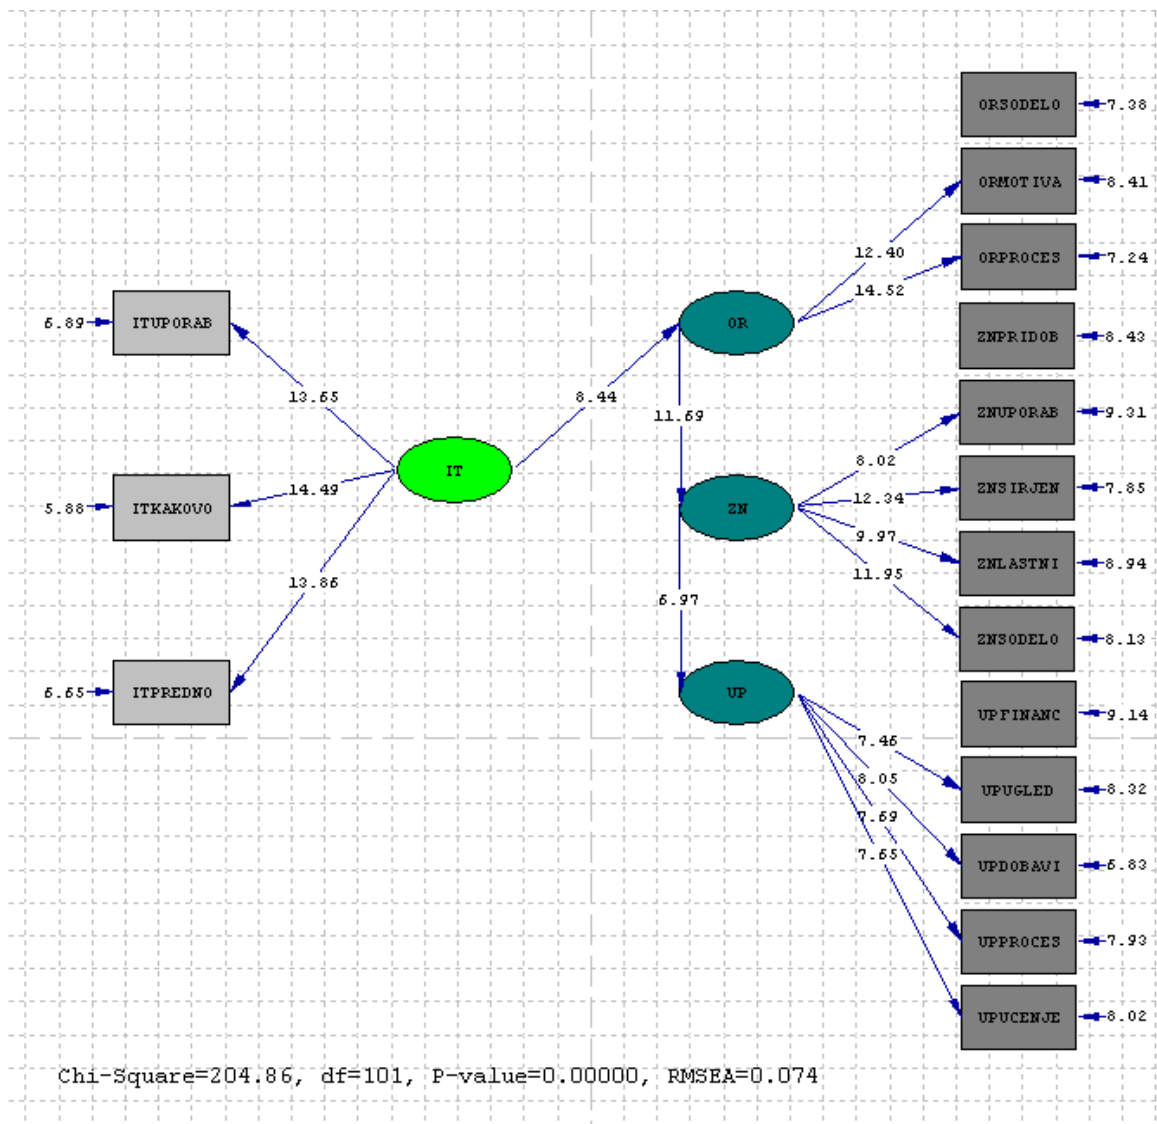 ORSODELO
7.38
ORMOTIVA
8.41
12.40
ORPROCES
7.24
14.52
6.89
ITUPORAB
OR
ZNPRIDOB
8.43
13.65
8.44
11.69
ZNUPORAB
9.31
8.02
IT
14.49
12.34
ZNSIRJEN
7.85
5.88
ITKAKOVO
ZN
9.97
ZNLASTNI
8.94
11.95
13.86
6.97
ZNSODELO
8.13
6.65
ITPREDNO
UP
UPFINANC
9.14
7.46
8.05
UPUGLED
8.32
7.69
7.65
UPDOBAVI
6.83
UPPROCES
7.93
UPUCENJE
8.02
Chi-Square=204.86, df=101, P-value=0.00000, RMSEA=0.074